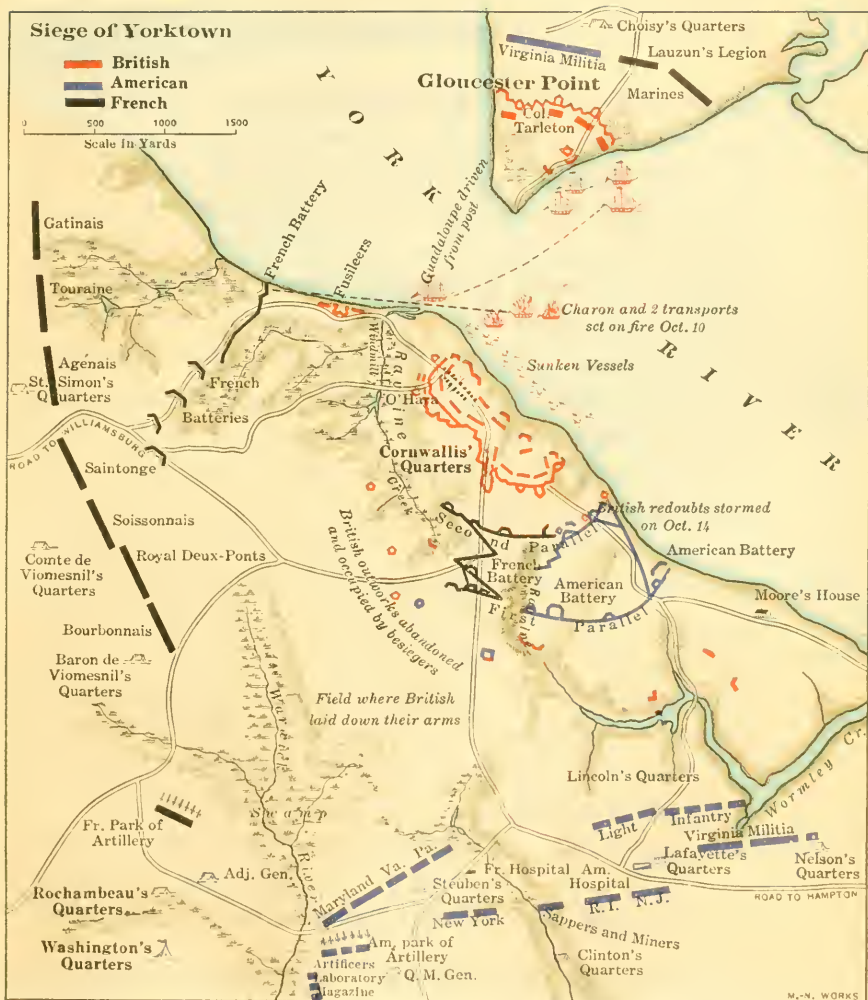 Siege of Yorktown
British
American
French
0 500 1000 1500
Scale in Yards
YORK RIVER
Choisy's Quarters
Virginia Militia
Lauzun's Legion
Gloucester Point
Marines
Col.
Tarleton
Guadaloupe driven
from post
French Battery
Fusileers
Charon and 2 transports
set on fire Oct. 10
Sunken Vessels
Gatinais
Touraine
Agénais
St. Simon's
Quarters
French
Batteries
Windmill
Ravine
Creek
O'Hara
ROAD TO WILLIAMSBURG
Saintonge
Cornwallis'
Quarters
Soissonnais
Comte de
Viomesnil's
Quarters
Royal Deux-Ponts
Bourbonnais
Baron de
Viomesnil's
Quarters
British outworks abandoned
and occupied by besiegers
Second Parallel
British redoubts stormed
on Oct. 14
French
Battery
American
Battery
American Battery
Ravine
First Parallel
Moore's House
Field where British
laid down their arms
Warwick
Swamp
River
Lincoln's Quarters
Wormley Cr.
Light Infantry
Virginia Militia
Lafayette's
Quarters
Nelson's
Quarters
ROAD TO HAMPTON
Fr. Park of
Artillery
Adj. Gen.
Maryland Va. Pa.
Fr. Hospital
Am.
Hospital
Steuben's
Quarters
New York
R.I. N.J.
Sappers and Miners
Clinton's
Quarters
Rochambeau's
Quarters
Washington's
Quarters
Am. park of
Artillery
Artificers
Laboratory
Magazine
Q. M. Gen.
M.-N. WORKS